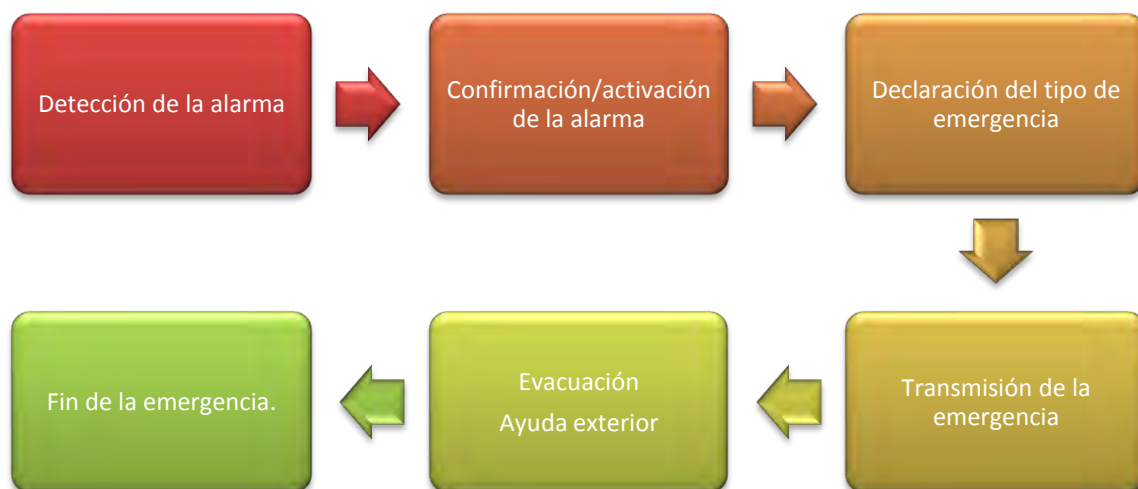 Detección de la alarma
Confirmación/activación
de la alarma
Declaración del tipo de
emergencia
Transmisión de la
emergencia
Evacuación
Ayuda exterior
Fin de la emergencia.